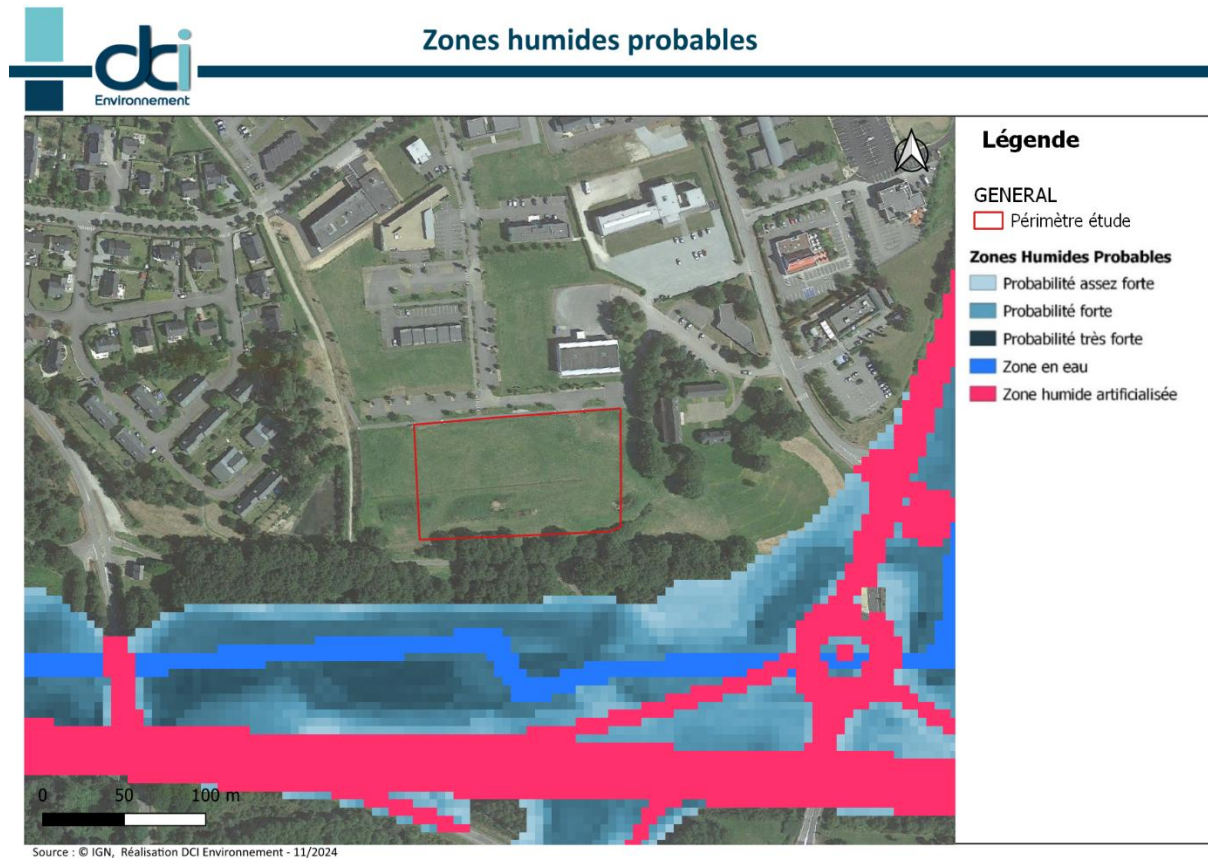 Zones humides probables
dci
Environnement
Légende
GENERAL
Périmètre étude
Zones Humides Probables
Probabilité assez forte
Probabilité forte
Probabilité très forte
Zone en eau
Zone humide artificialisée
0 50 100 m
Source : © IGN, Réalisation DCI Environnement - 11/2024